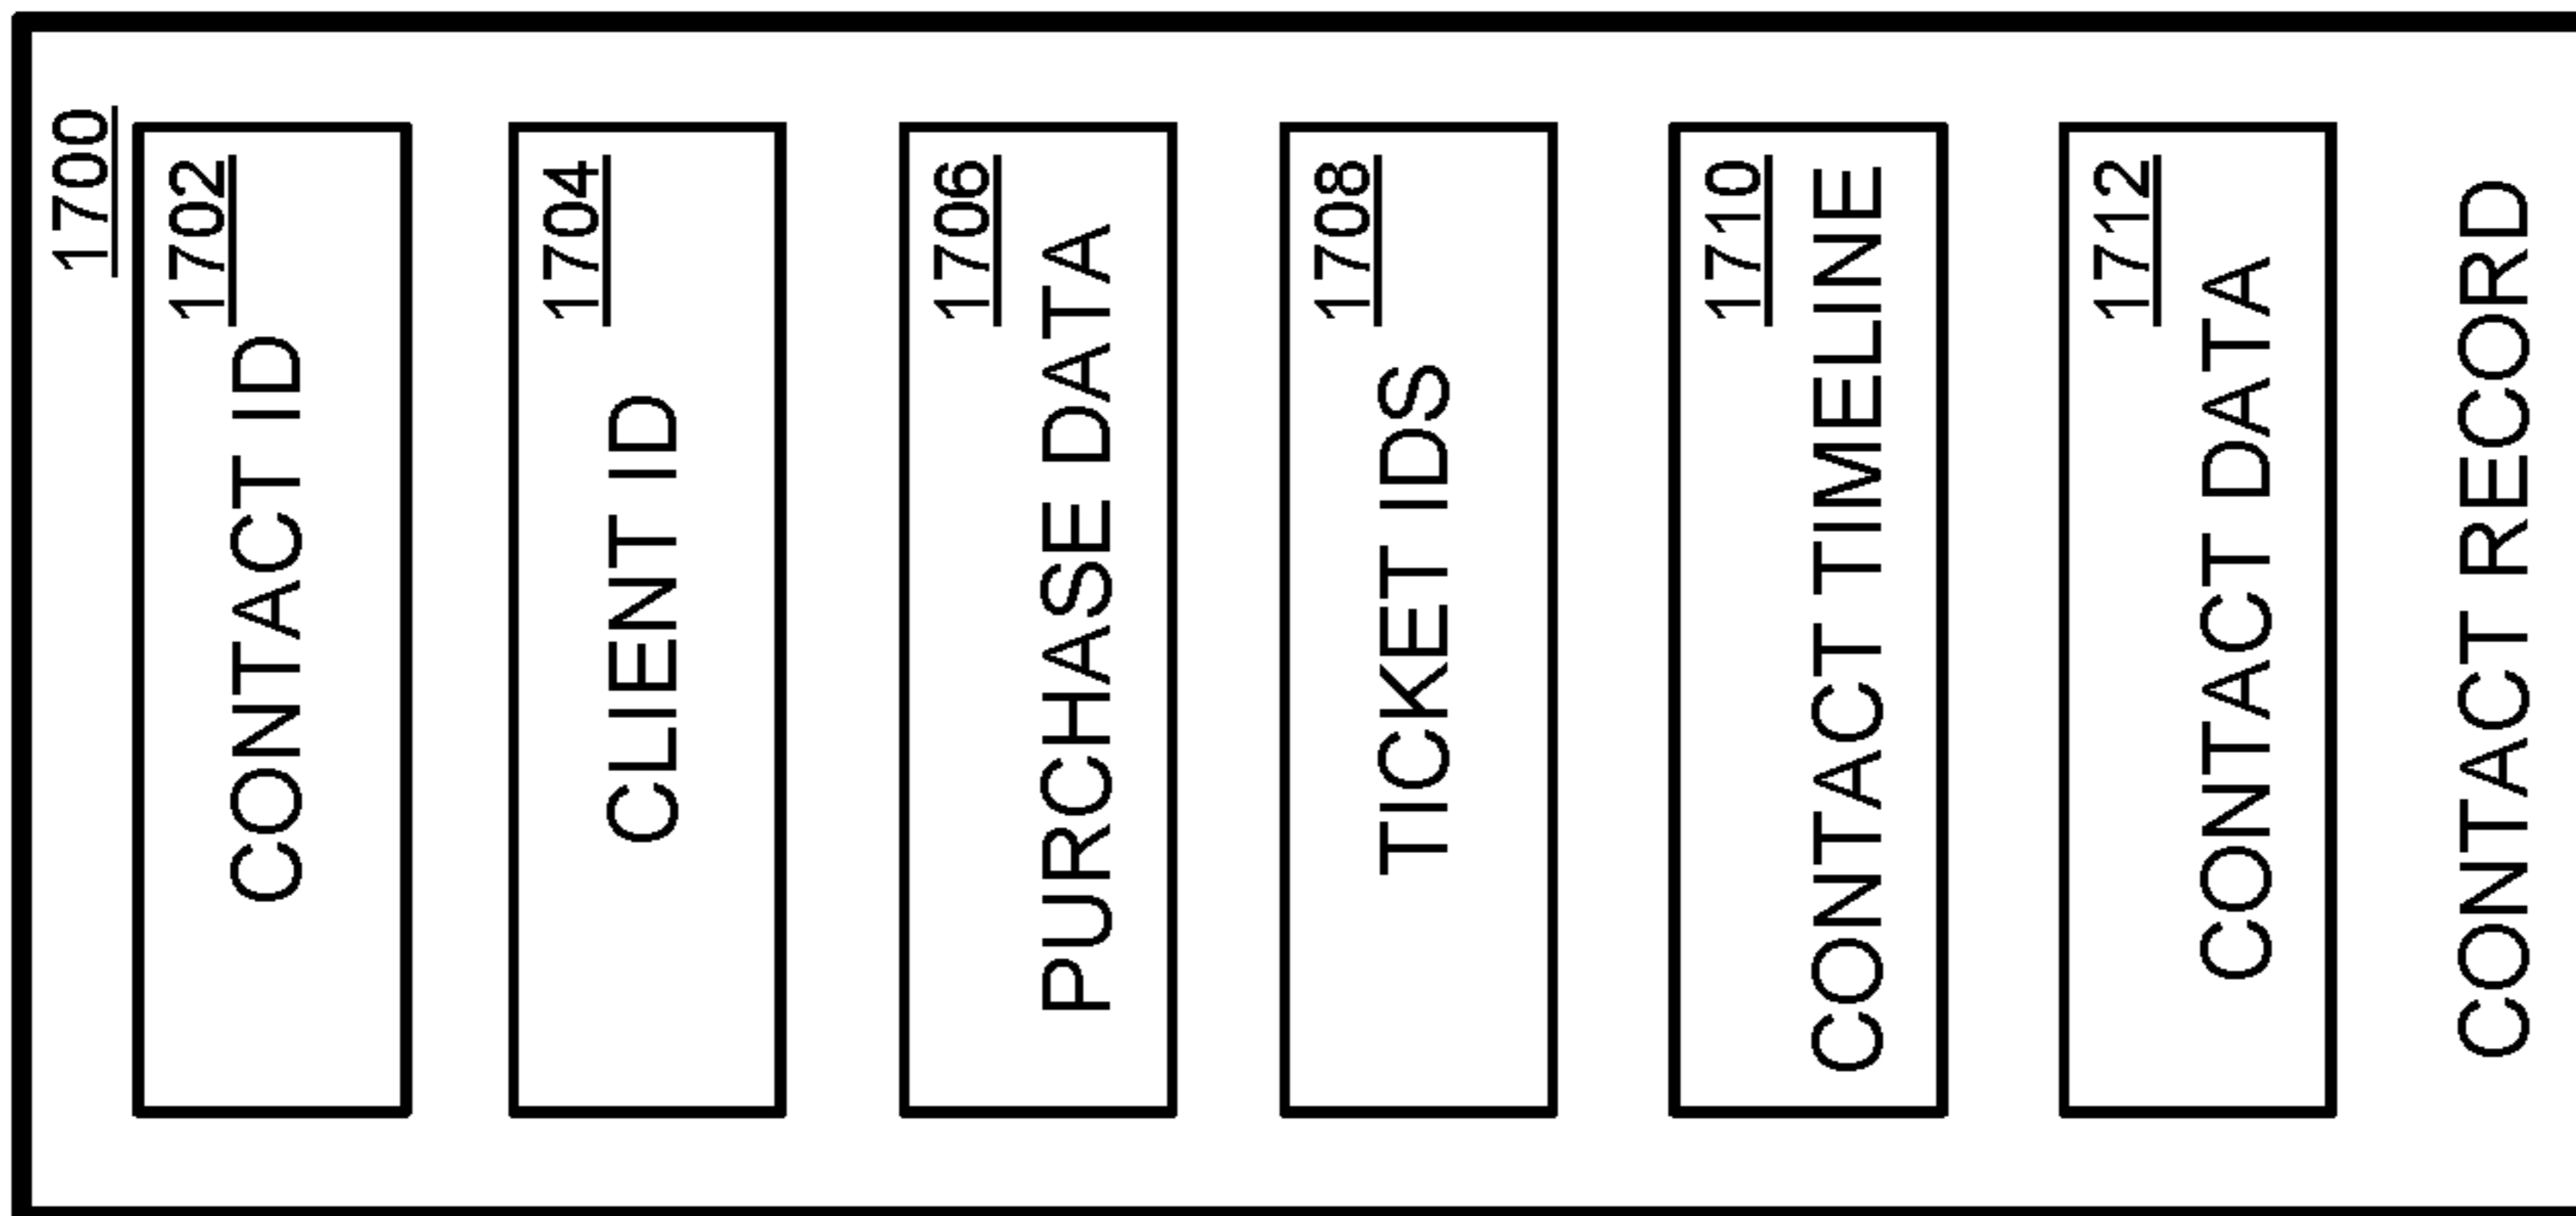 1700
1702
CONTACT ID
1704
CLIENT ID
1706
PURCHASE DATA
1708
TICKET IDS
1710
CONTACT TIMELINE
1712
CONTACT DATA
CONTACT RECORD